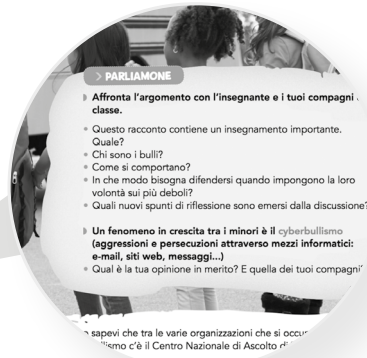 > PARLIAMONE
Affronta l'argomento con l'insegnante e i tuoi compagni
classe.
Questo racconto contiene un insegnamento importante.
Quale?
Chi sono i bulli?
Come si comportano?
In che modo bisogna difendersi quando impongono la loro
volontà sui più deboli?
Quali nuovi spunti di riflessione sono emersi dalla discussione?
Un fenomeno in crescita tra i minori è il cyberbullismo
(aggressioni e persecuzioni attraverso mezzi informatici:
e-mail, siti web, messaggi...)
Qual è la tua opinione in merito? E quella dei tuoi compagni?
sapevi che tra le varie organizzazioni che si
c'è il Centro Nazionale di Ascolto